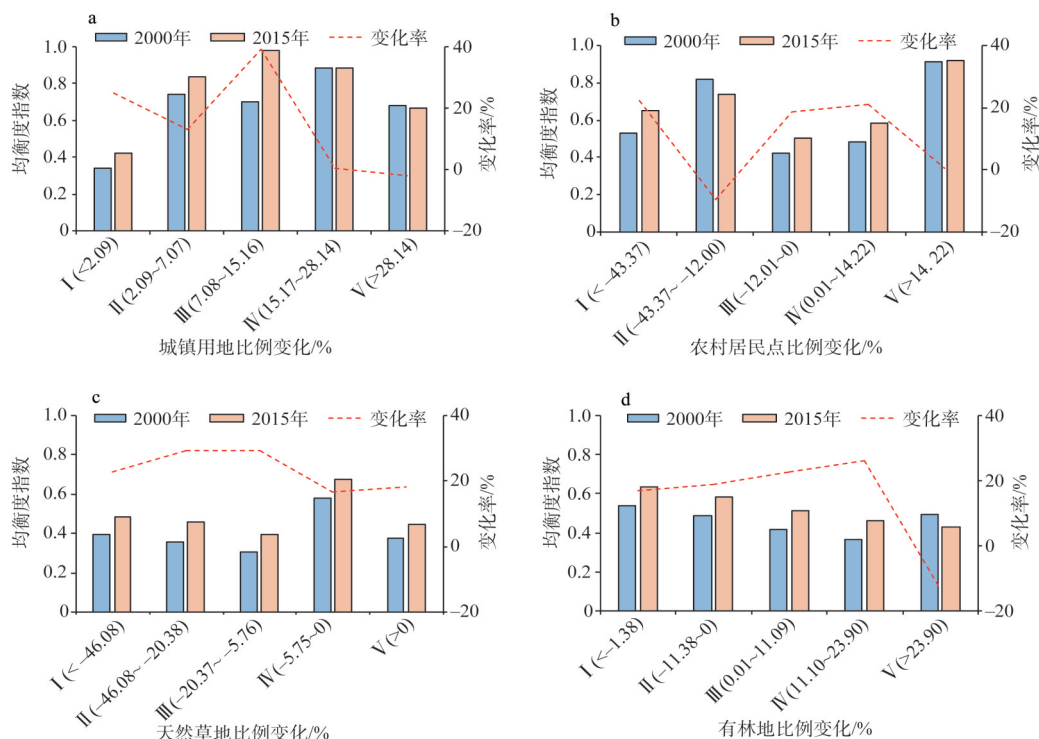 a
2000年 2015年 变化率
均衡度指数
1.0
0.8
0.6
0.4
0.2
0
40
20
0
–20
变化率/%
Ⅰ (<2.09)
Ⅱ (2.09~7.07)
Ⅲ (7.08~15.16)
Ⅳ (15.17~28.14)
Ⅴ (>28.14)
城镇用地比例变化/%
b
2000年 2015年 变化率
均衡度指数
1.0
0.8
0.6
0.4
0.2
0
40
20
0
–20
变化率/%
Ⅰ (< –43.37)
Ⅱ (–43.37~ –12.00)
Ⅲ (–12.01~0)
Ⅳ (0.01~14.22)
Ⅴ (>14.22)
农村居民点比例变化/%
c
2000年 2015年 变化率
均衡度指数
1.0
0.8
0.6
0.4
0.2
0
40
20
0
–20
变化率/%
Ⅰ (< –46.08)
Ⅱ (–46.08~ –20.38)
Ⅲ (–20.37~ –5.76)
Ⅳ (–5.75~0)
Ⅴ (>0)
天然草地比例变化/%
d
2000年 2015年 变化率
均衡度指数
1.0
0.8
0.6
0.4
0.2
0
40
20
0
–20
变化率/%
Ⅰ (<–1.38)
Ⅱ (–11.38~0)
Ⅲ (0.01~11.09)
Ⅳ (11.10~23.90)
Ⅴ (>23.90)
有林地比例变化/%